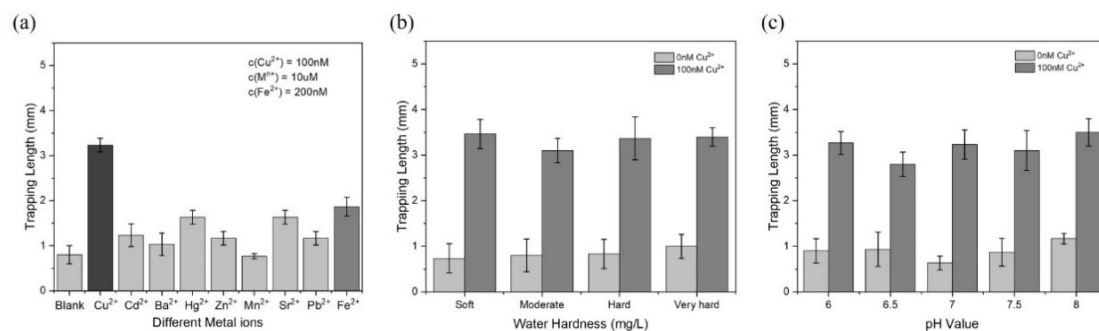 (a)
c(Cu²⁺) = 100nM
c(Mⁿ⁺) = 10uM
c(Fe²⁺) = 200nM
Trapping Length (mm)
5
4
3
2
1
0
Blank Cu²⁺ Cd²⁺ Ba²⁺ Hg²⁺ Zn²⁺ Mn²⁺ Sr²⁺ Pb²⁺ Fe²⁺
Different Metal ions
(b)
0nM Cu²⁺
100nM Cu²⁺
Trapping Length (mm)
5
4
3
2
1
0
Soft Moderate Hard Very hard
Water Hardness (mg/L)
(c)
0nM Cu²⁺
100nM Cu²⁺
Trapping Length (mm)
5
4
3
2
1
0
6 6.5 7 7.5 8
pH Value